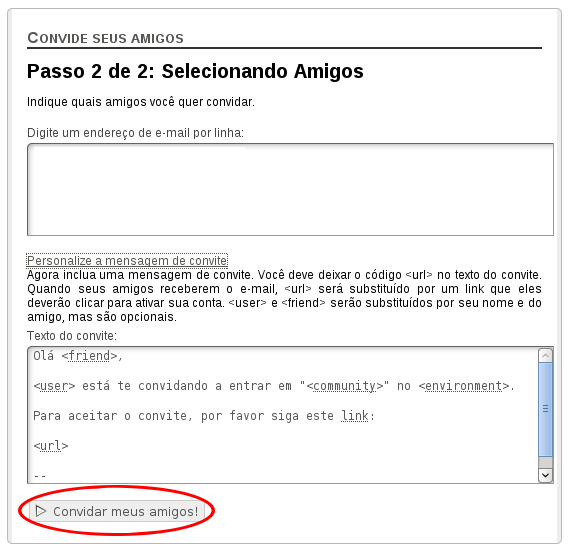 CONVIDE SEUS AMIGOS
Passo 2 de 2: Selecionando Amigos
Indique quais amigos você quer convidar.
Digite um endereço de e-mail por linha:
Personalize a mensagem de convite
Agora inclua uma mensagem de convite. Você deve deixar o código <url> no texto do convite.
Quando seus amigos receberem o e-mail, <url> será substituído por um link que eles
deverão clicar para ativar sua conta. <user> e <friend> serão substituídos por seu nome e do
amigo, mas são opcionais.
Texto do convite:
Olá <friend>,
<user> está te convidando a entrar em "<community>" no <environment>.
Para aceitar o convite, por favor siga este link:
<url>
--
Convidar meus amigos!